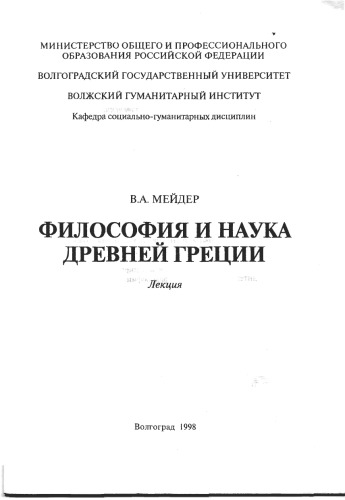 МИНИСТЕРСТВО ОБЩЕГО И ПРОФЕССИОНАЛЬНОГО
ОБРАЗОВАНИЯ РОССИЙСКОЙ ФЕДЕРАЦИИ
ВОЛГОГРАДСКИЙ ГОСУДАРСТВЕННЫЙ УНИВЕРСИТЕТ
ВОЛЖСКИЙ ГУМАНИТАРНЫЙ ИНСТИТУТ
Кафедра социально-гуманитарных дисциплин
В.А. МЕЙДЕР
ФИЛОСОФИЯ И НАУКА
ДРЕВНЕЙ ГРЕЦИИ
Лекция
Волгоград 1998